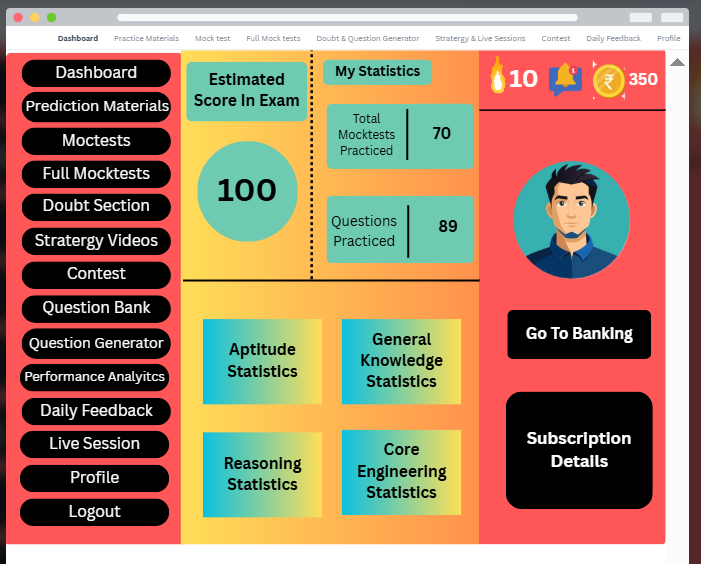 Dashboard Practice Materials Mock test Full Mock tests Doubt & Question Generator Stratergy & Live Sessions Contest Daily Feedback Profile
Dashboard
Prediction Materials
Moctests
Full Mocktests
Doubt Section
Stratergy Videos
Contest
Question Bank
Question Generator
Performance Analyitcs
Daily Feedback
Live Session
Profile
Logout
Estimated
Score In Exam
100
My Statistics
Total
Mocktests
Practiced
70
Questions
Practiced
89
Aptitude
Statistics
General
Knowledge
Statistics
Reasoning
Statistics
Core
Engineering
Statistics
10
1
₹
350
Go To Banking
Subscription
Details